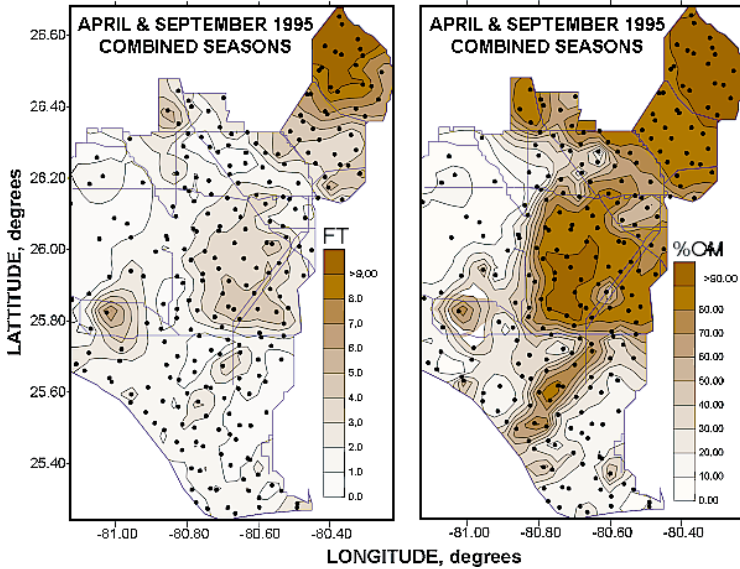 APRIL & SEPTEMBER 1995
COMBINED SEASONS
APRIL & SEPTEMBER 1995
COMBINED SEASONS
26.60
26.40
26.20
26.00
25.80
25.60
25.40
LATTITUDE, degrees
FT
>9.00
8.0
7.0
6.0
5.0
4.0
3.0
2.0
1.0
0.0
%OM
>90.00
80.00
70.00
60.00
50.00
40.00
30.00
20.00
10.00
0.00
-81.00 -80.80 -80.60 -80.40
-81.00 -80.80 -80.60 -80.40
LONGITUDE, degrees